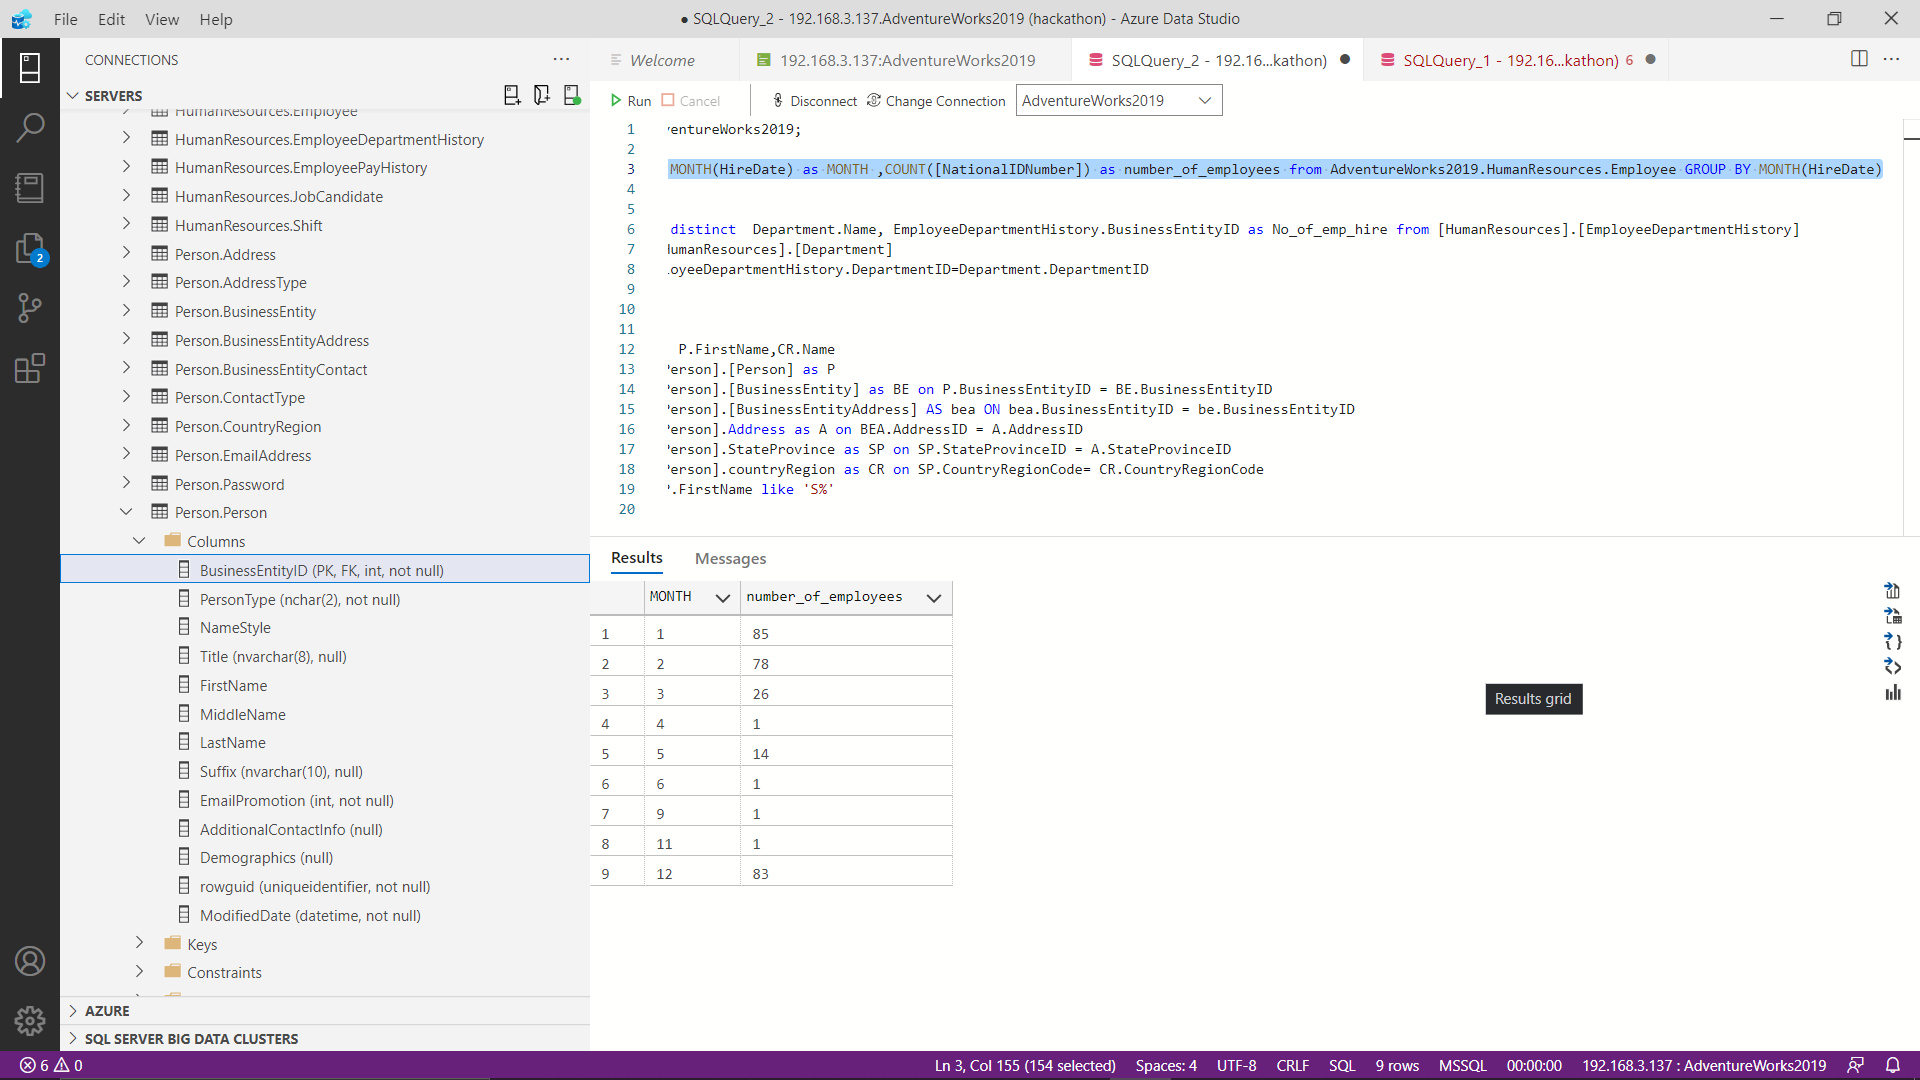 File Edit View Help
● SQLQuery_2 - 192.168.3.137.AdventureWorks2019 (hackathon) - Azure Data Studio
CONNECTIONS
SERVERS
HumanResources.Employee
HumanResources.EmployeeDepartmentHistory
HumanResources.EmployeePayHistory
HumanResources.JobCandidate
HumanResources.Shift
Person.Address
Person.AddressType
Person.BusinessEntity
Person.BusinessEntityAddress
Person.BusinessEntityContact
Person.ContactType
Person.CountryRegion
Person.EmailAddress
Person.Password
Person.Person
Columns
BusinessEntityID (PK, FK, int, not null)
PersonType (nchar(2), not null)
NameStyle
Title (nvarchar(8), null)
FirstName
MiddleName
LastName
Suffix (nvarchar(10), null)
EmailPromotion (int, not null)
AdditionalContactInfo (null)
Demographics (null)
rowguid (uniqueidentifier, not null)
ModifiedDate (datetime, not null)
Keys
Constraints
AZURE
SQL SERVER BIG DATA CLUSTERS
2
Welcome
192.168.3.137:AdventureWorks2019
SQLQuery_2 - 192.16...kathon) ●
SQLQuery_1 - 192.16...kathon) 6 ●
Run Cancel Disconnect Change Connection AdventureWorks2019
1 ventureWorks2019;
2
3 MONTH(HireDate) as MONTH ,COUNT([NationalIDNumber]) as number_of_employees from AdventureWorks2019.HumanResources.Employee GROUP BY MONTH(HireDate)
4
5
6 distinct Department.Name, EmployeeDepartmentHistory.BusinessEntityID as No_of_emp_hire from [HumanResources].[EmployeeDepartmentHistory]
7 HumanResources].[Department]
8 loyeeDepartmentHistory.DepartmentID=Department.DepartmentID
9
10
11
12 P.FirstName,CR.Name
13 Person].[Person] as P
14 Person].[BusinessEntity] as BE on P.BusinessEntityID = BE.BusinessEntityID
15 Person].[BusinessEntityAddress] AS bea ON bea.BusinessEntityID = be.BusinessEntityID
16 Person].Address as A on BEA.AddressID = A.AddressID
17 Person].StateProvince as SP on SP.StateProvinceID = A.StateProvinceID
18 Person].countryRegion as CR on SP.CountryRegionCode= CR.CountryRegionCode
19 P.FirstName like 'S%'
20
Results Messages
MONTH number_of_employees
1 1 85
2 2 78
3 3 26
4 4 1
5 5 14
6 6 1
7 9 1
8 11 1
9 12 83
Results grid
6 0
Ln 3, Col 155 (154 selected) Spaces: 4 UTF-8 CRLF SQL 9 rows MSSQL 00:00:00 192.168.3.137 : AdventureWorks2019